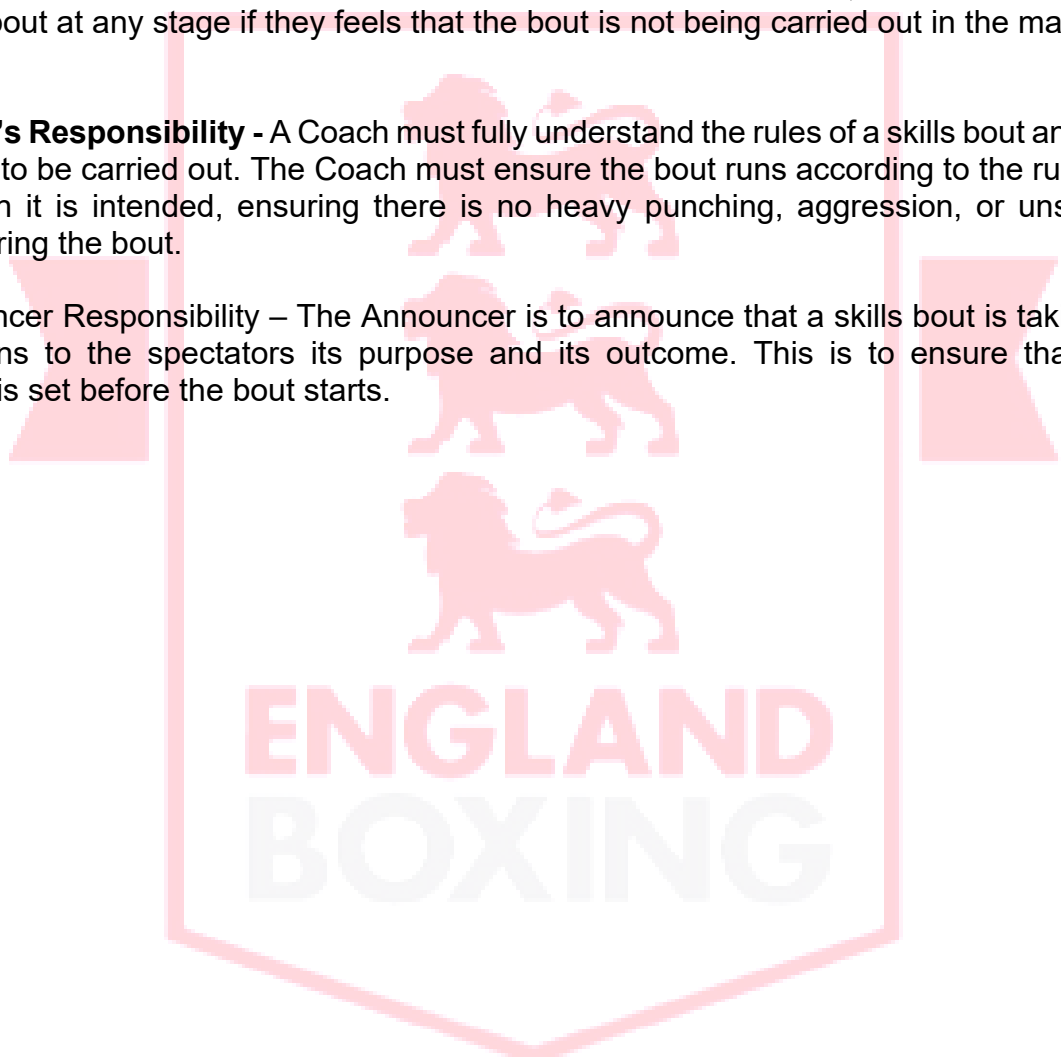 out at any stage if they feels that the bout is not being carried out in the ma
's Responsibility - A Coach must fully understand the rules of a skills bout an
to be carried out. The Coach must ensure the bout runs according to the ru
it is intended, ensuring there is no heavy punching, aggression, or uns
ring the bout.
ncer Responsibility – The Announcer is to announce that a skills bout is tak
ns to the spectators its purpose and its outcome. This is to ensure tha
is set before the bout starts.
ENGLAND
BOXING